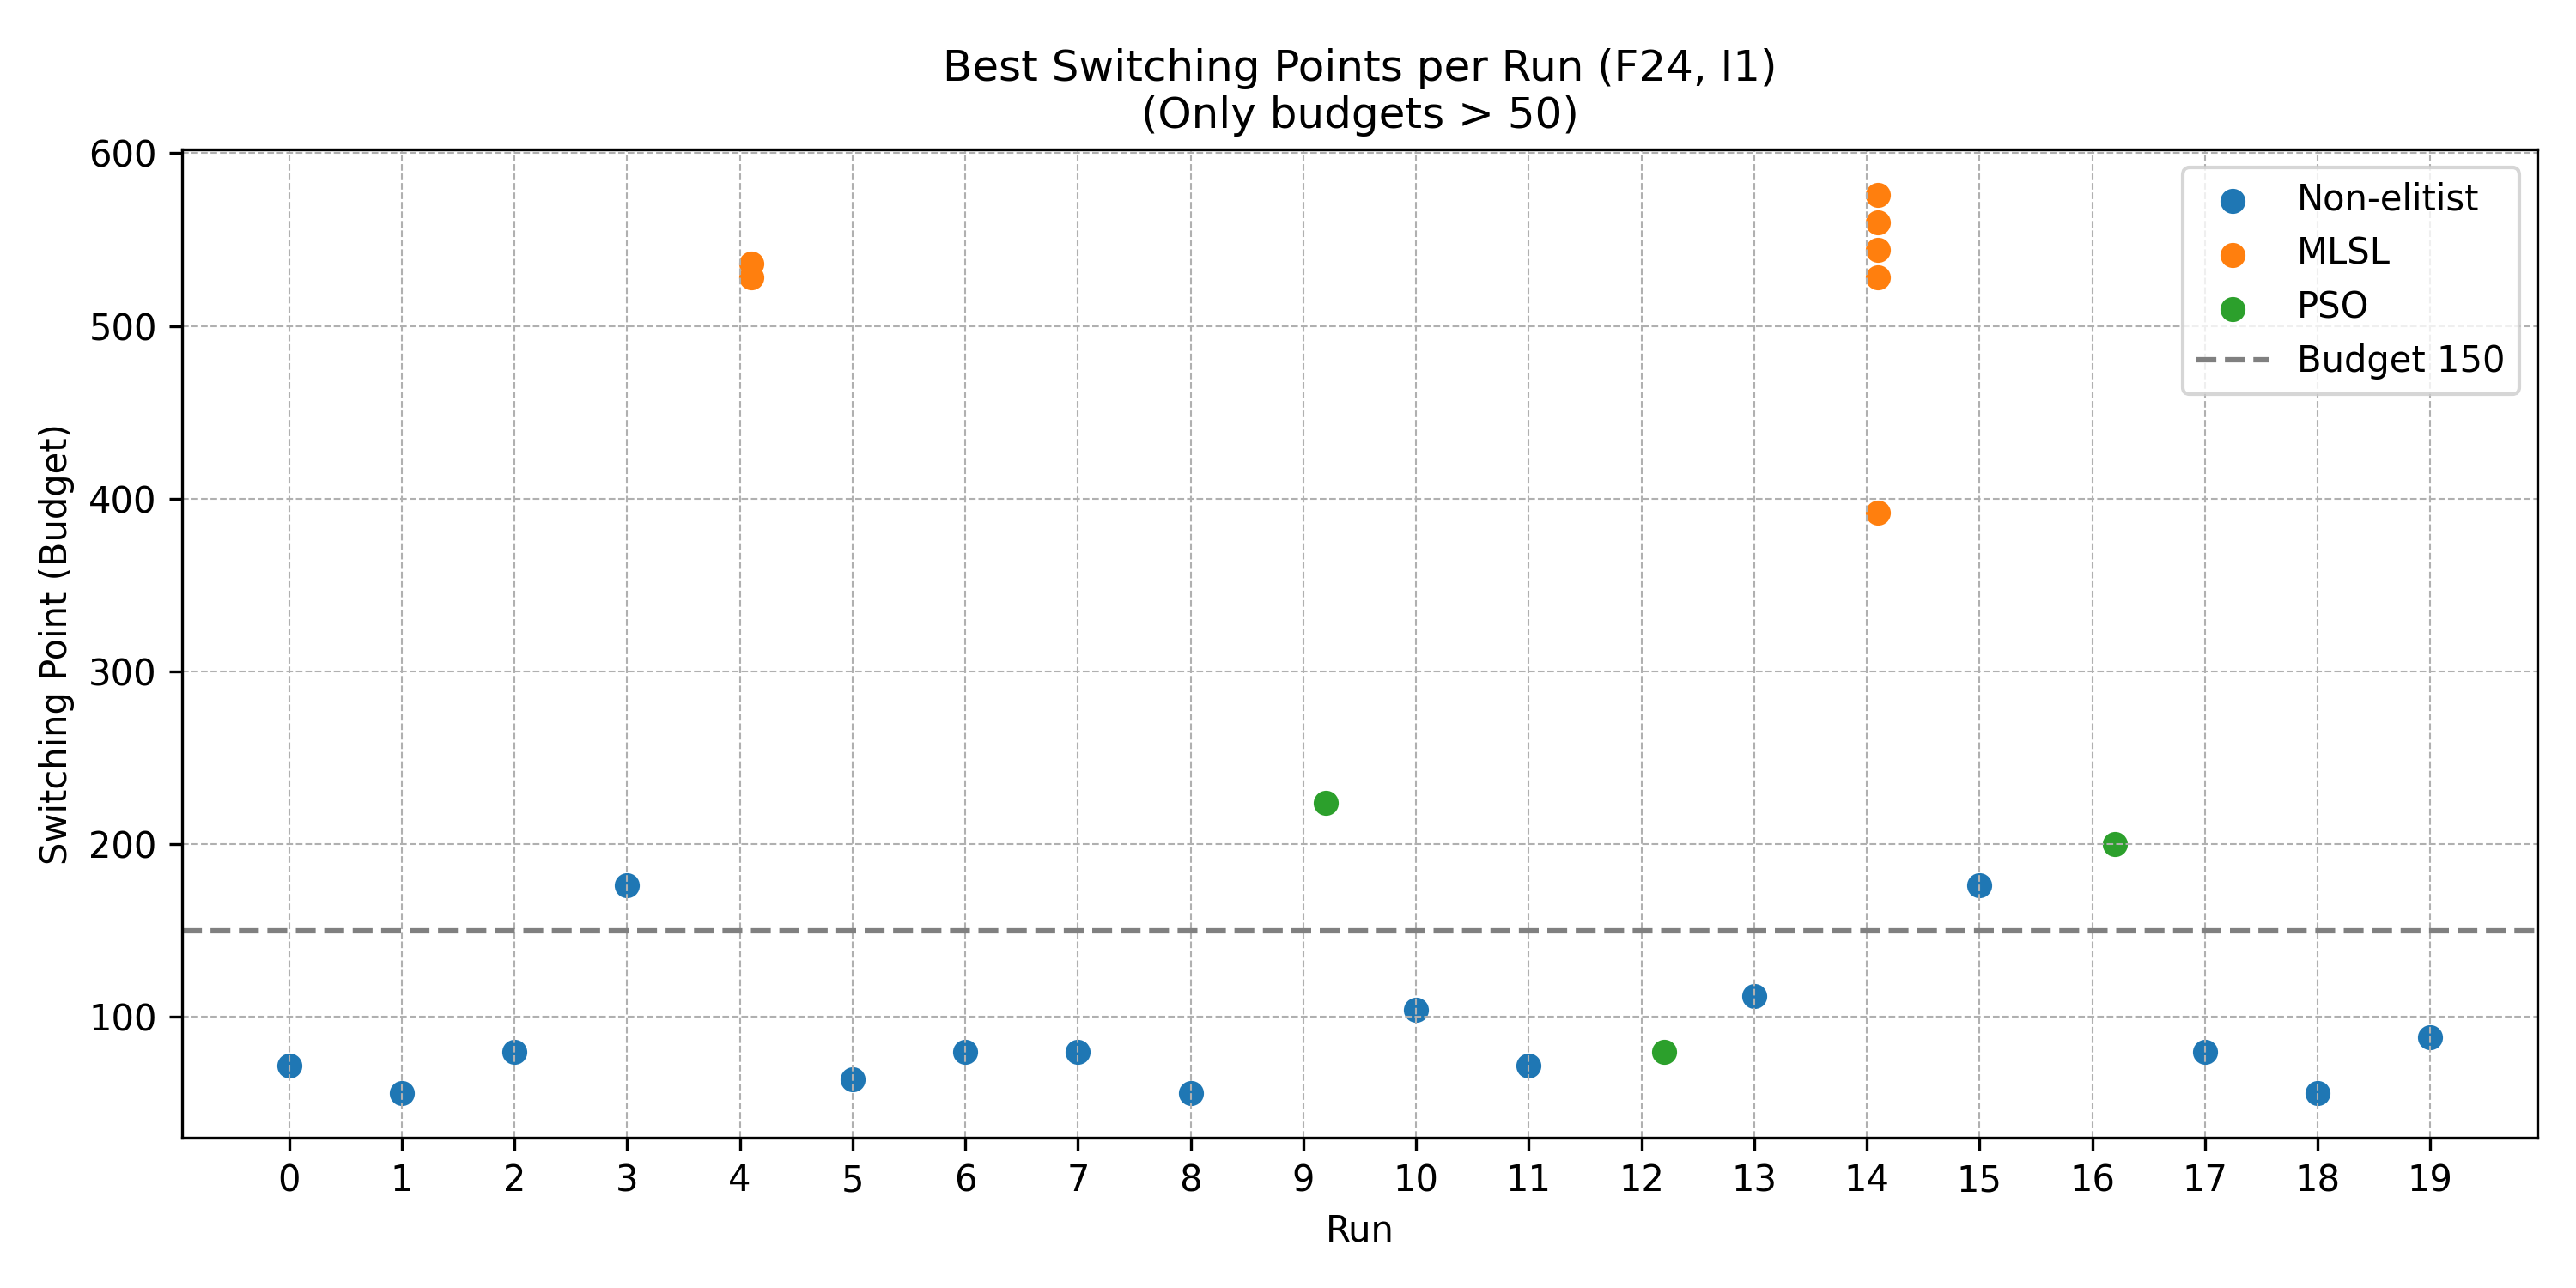 Best Switching Points per Run (F24, I1)
(Only budgets > 50)
Switching Point (Budget)
600
500
400
300
200
100
Non-elitist
MLSL
PSO
Budget 150
0 1 2 3 4 5 6 7 8 9 10 11 12 13 14 15 16 17 18 19
Run